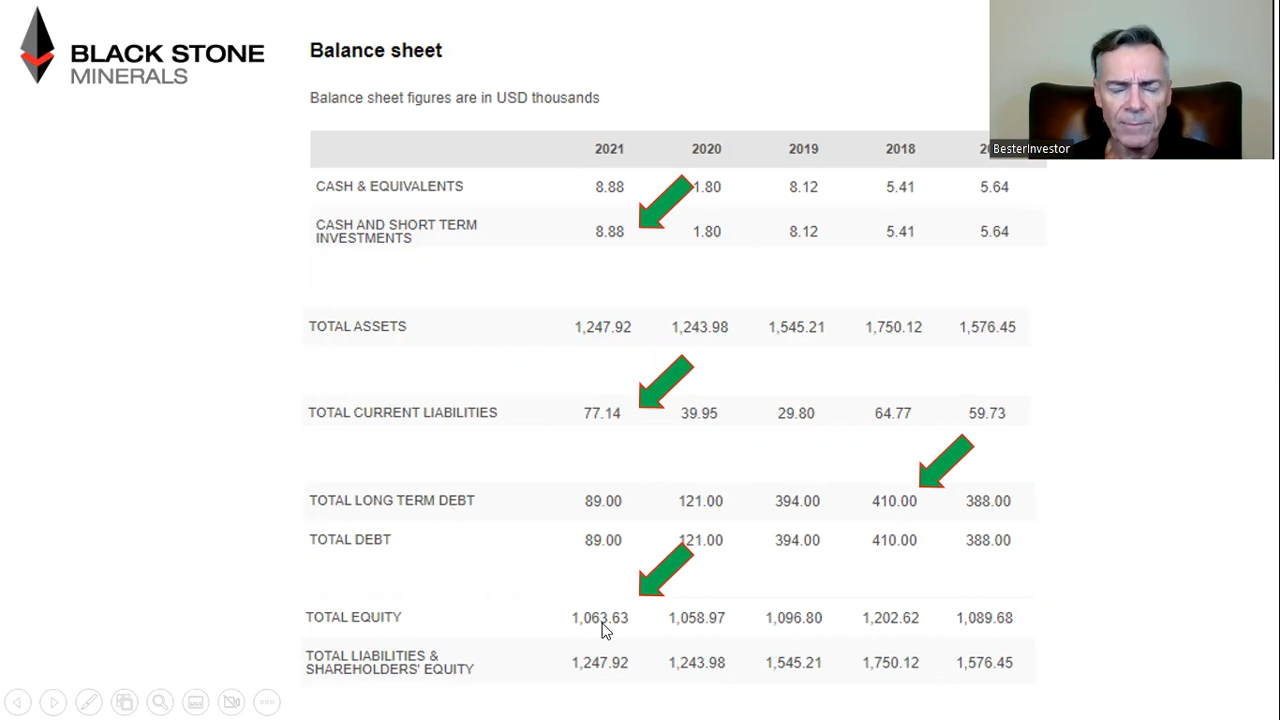 BLACK STONE
MINERALS
Balance sheet
Balance sheet figures are in USD thousands
BesterInvestor
2021 2020 2019 2018
CASH & EQUIVALENTS 8.88 1.80 8.12 5.41 5.64
CASH AND SHORT TERM
INVESTMENTS 8.88 1.80 8.12 5.41 5.64
TOTAL ASSETS 1,247.92 1,243.98 1,545.21 1,750.12 1,576.45
TOTAL CURRENT LIABILITIES 77.14 39.95 29.80 64.77 59.73
TOTAL LONG TERM DEBT 89.00 121.00 394.00 410.00 388.00
TOTAL DEBT 89.00 121.00 394.00 410.00 388.00
TOTAL EQUITY 1,063.63 1,058.97 1,096.80 1,202.62 1,089.68
TOTAL LIABILITIES &
SHAREHOLDERS' EQUITY 1,247.92 1,243.98 1,545.21 1,750.12 1,576.45